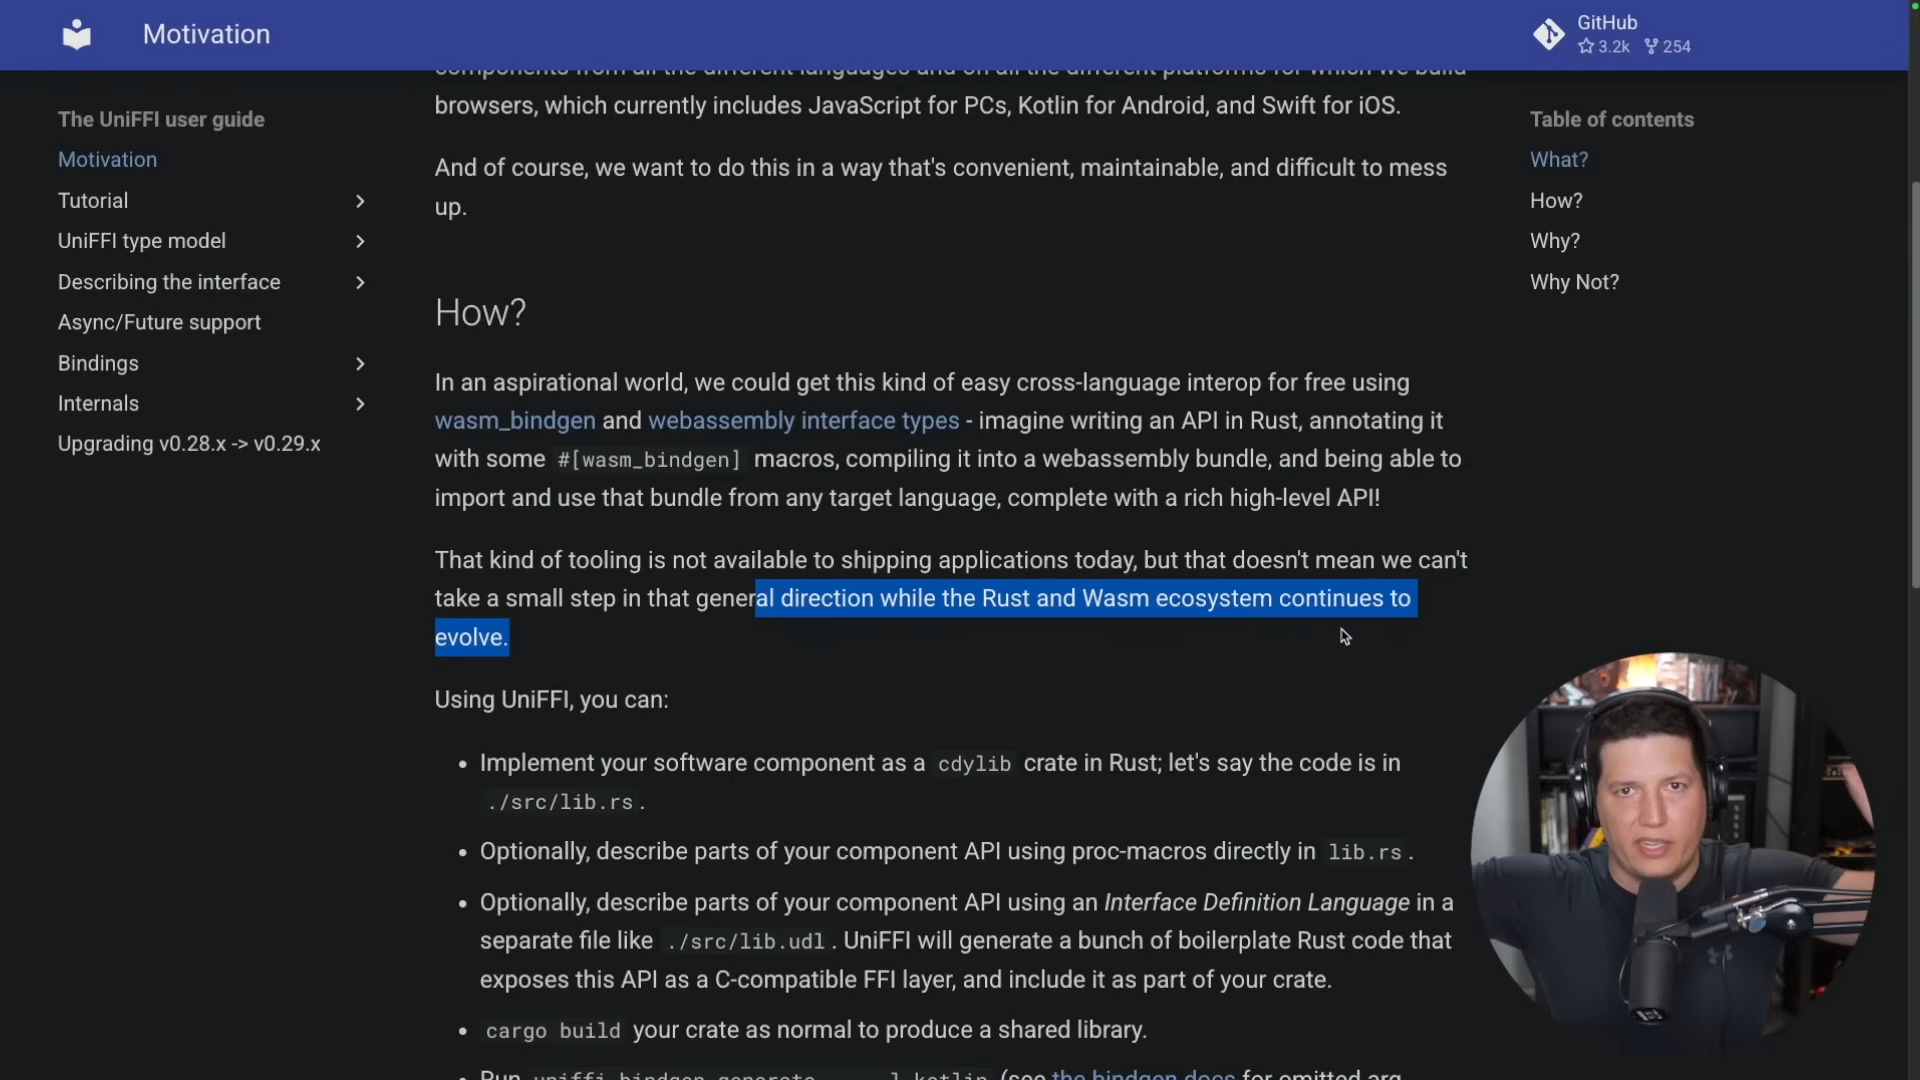 Motivation
GitHub
3.2k 254
The UniFFI user guide
Motivation
Tutorial
UniFFI type model
Describing the interface
Async/Future support
Bindings
Internals
Upgrading v0.28.x -> v0.29.x
components from all the different languages and on all the different platforms for which we build
browsers, which currently includes JavaScript for PCs, Kotlin for Android, and Swift for iOS.
And of course, we want to do this in a way that's convenient, maintainable, and difficult to mess
up.
How?
In an aspirational world, we could get this kind of easy cross-language interop for free using
wasm_bindgen and webassembly interface types - imagine writing an API in Rust, annotating it
with some #[wasm_bindgen] macros, compiling it into a webassembly bundle, and being able to
import and use that bundle from any target language, complete with a rich high-level API!
That kind of tooling is not available to shipping applications today, but that doesn't mean we can't
take a small step in that general direction while the Rust and Wasm ecosystem continues to
evolve.
Using UniFFI, you can:
• Implement your software component as a cdylib crate in Rust; let's say the code is in
./src/lib.rs.
• Optionally, describe parts of your component API using proc-macros directly in lib.rs.
• Optionally, describe parts of your component API using an Interface Definition Language in a
separate file like ./src/lib.udl. UniFFI will generate a bunch of boilerplate Rust code that
exposes this API as a C-compatible FFI layer, and include it as part of your crate.
• cargo build your crate as normal to produce a shared library.
• Run uniffi-bindgen generate ... -l kotlin (see the bindgen docs for omitted arg
Table of contents
What?
How?
Why?
Why Not?